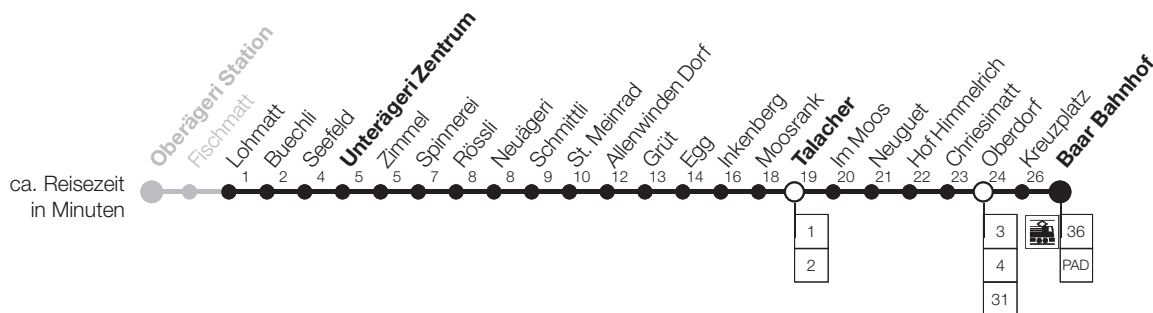 Oberägeri Station
Fischmatt
Lohmatt
Buechli
Seefeld
Unterägeri Zentrum
Zimmel
Spinnerei
Rössli
Neuägeri
Schmittli
St. Meinrad
Allenwinden Dorf
Grüt
Egg
Inkenberg
Moosrank
Talacher
Im Moos
Neuguet
Hof Himmelrich
Chriesimatt
Oberdorf
Kreuzplatz
Baar Bahnhof
ca. Reisezeit
in Minuten
1 2 4 5 5 7 8 8 9 10 12 13 14 16 18 19 20 21 22 23 24 26
1
2
3
4
31
36
PAD